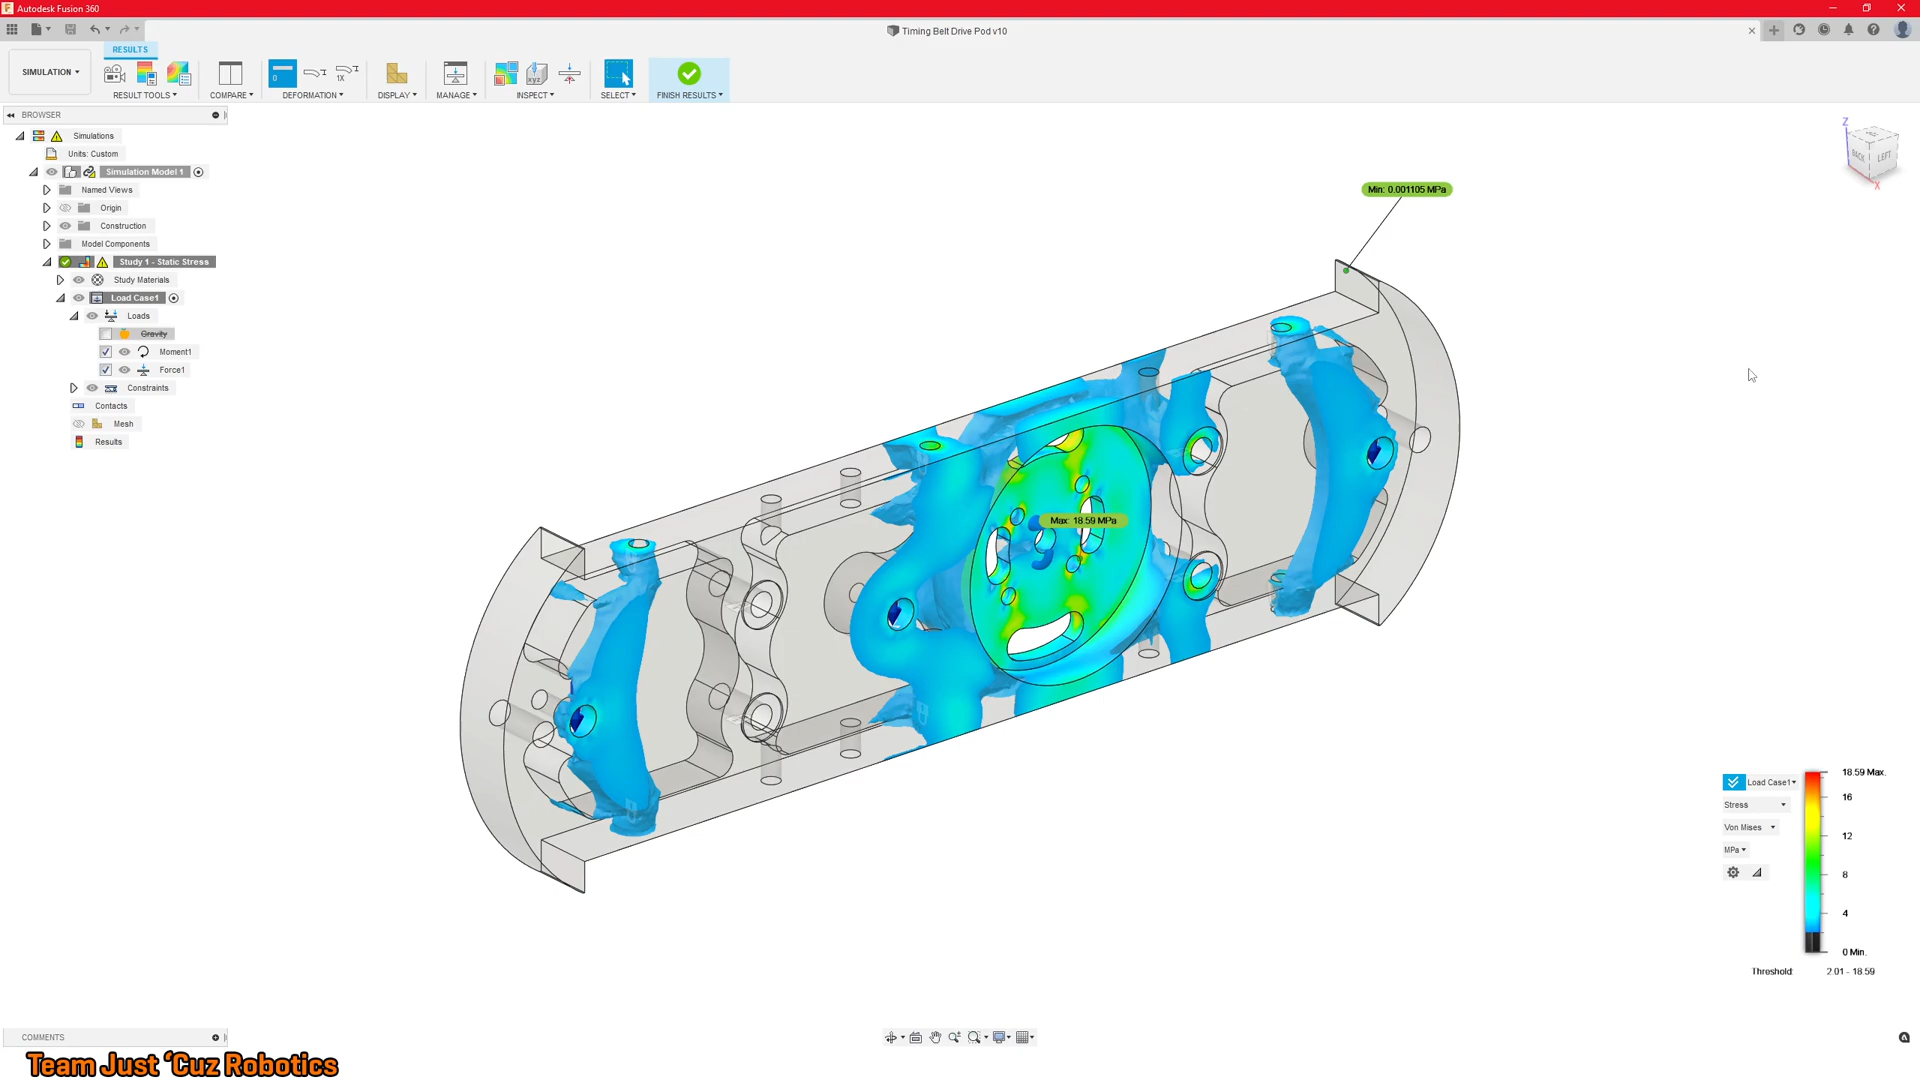 Autodesk Fusion 360
Timing Belt Drive Pod v10
RESULTS
SIMULATION
RESULT TOOLS
COMPARE
DEFORMATION
DISPLAY
MANAGE
INSPECT
SELECT
FINISH RESULTS
BROWSER
Simulations
Units: Custom
Simulation Model 1
Named Views
Origin
Construction
Model Components
Study 1 - Static Stress
Study Materials
Load Case1
Loads
Gravity
Moment1
Force1
Constraints
Contacts
Mesh
Results
Z
BACK
LEFT
X
Min: 0.001105 MPa
Max: 18.59 MPa
Load Case1
Stress
Von Mises
MPa
18.59 Max.
16
12
8
4
0 Min.
Threshold: 2.01 - 18.59
COMMENTS
Team Just ‘Cuz Robotics